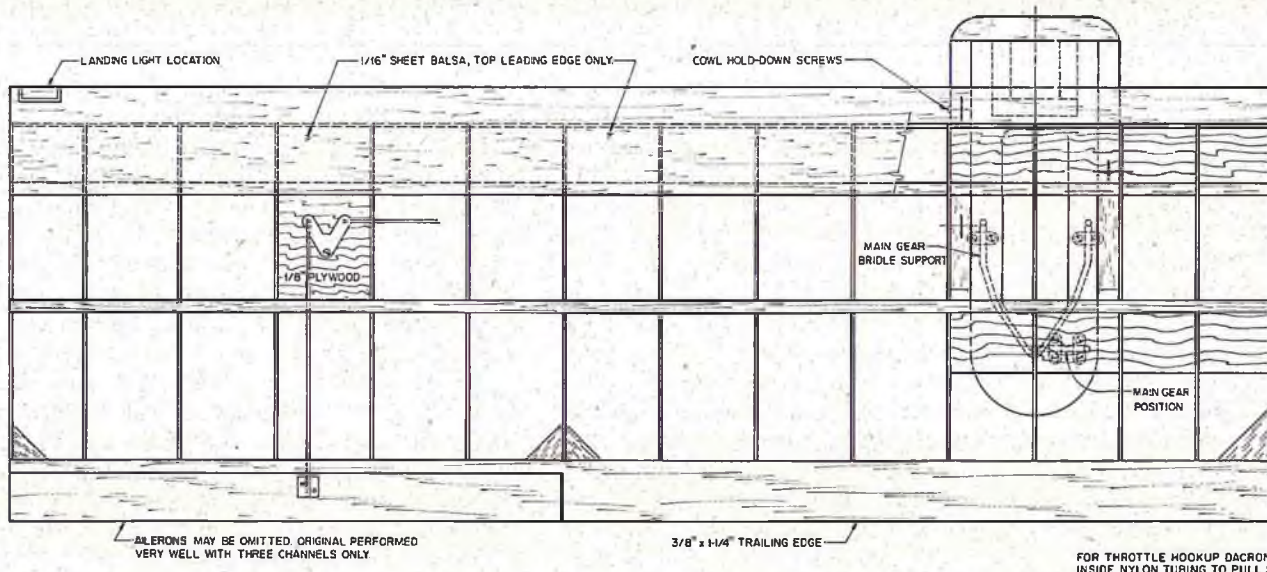 LANDING LIGHT LOCATION
1/16" SHEET BALSA, TOP LEADING EDGE ONLY.
COWL HOLD-DOWN SCREWS
MAIN GEAR
BRIDLE SUPPORT
1/8" PLYWOOD
MAIN GEAR
POSITION
AILERONS MAY BE OMITTED. ORIGINAL PERFORMED
VERY WELL WITH THREE CHANNELS ONLY.
3/8" x 1-1/4" TRAILING EDGE
FOR THROTTLE HOOKUP DACRON
INSIDE NYLON TUBING TO PULL